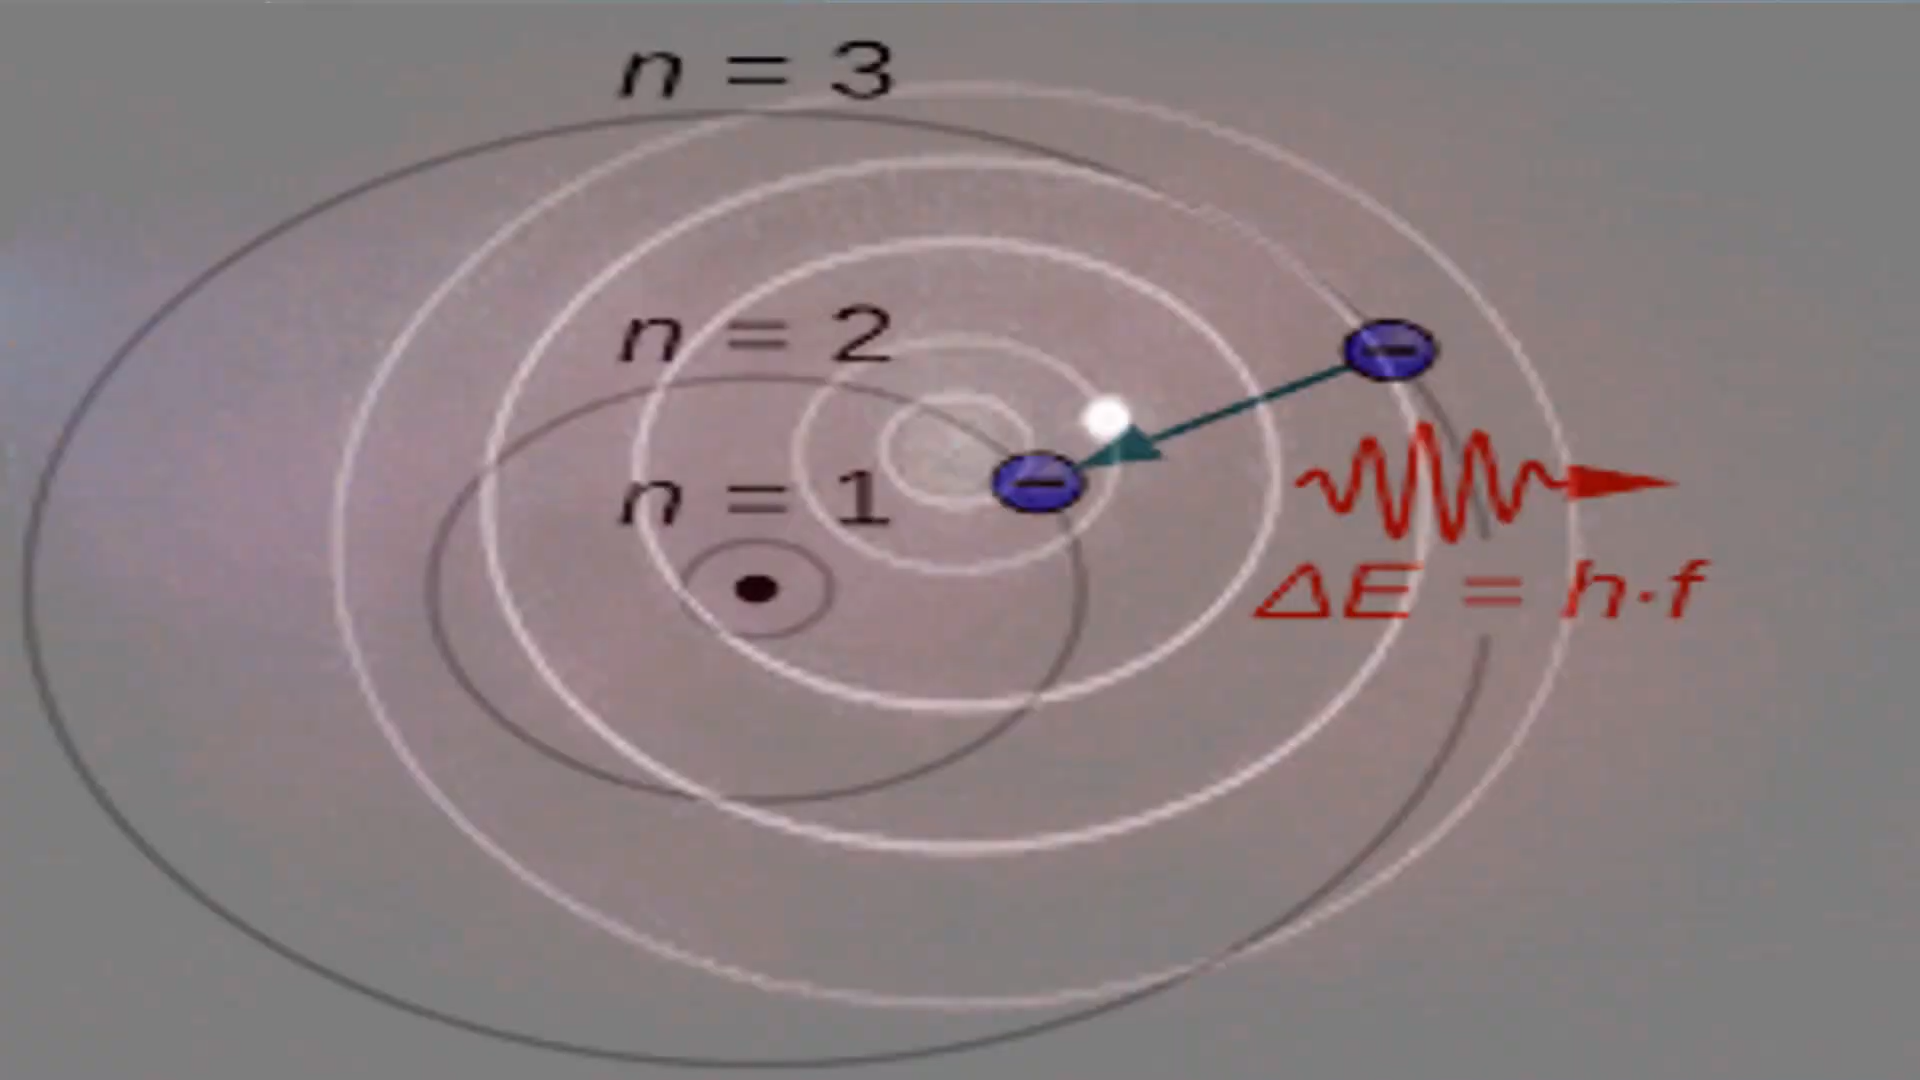 n = 3
n = 2
n = 1
ΔE = h·f